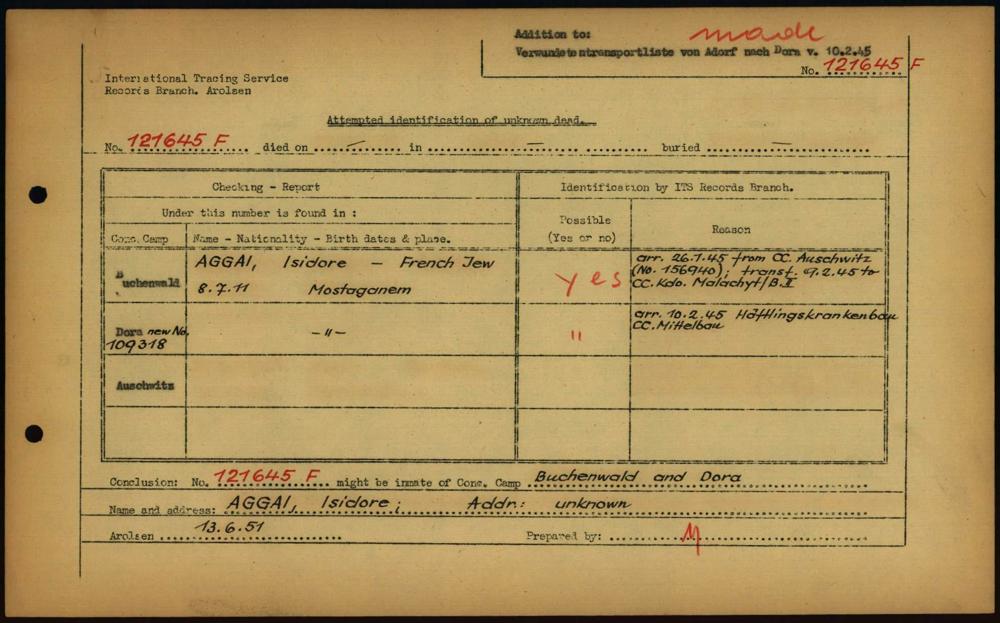 Addition to: made
Verwundetentransportliste von Adorf nach Dora v. 10.2.45
No. 121645 F
International Tracing Service
Records Branch. Arolsen
Attempted identification of unknown dead.
No. 121645 F died on — in — buried —
Checking - Report
Identification by ITS Records Branch.
Under this number is found in :
Possible
(Yes or no)
Reason
Conc. Camp
Name - Nationality - Birth dates & place.
Buchenwald
AGGAI, Isidore — French Jew
8.7.11 Mostaganem
yes
arr. 26.1.45 from CC. Auschwitz
(No. 156940); transf. 9.2.45 to
CC. Kdo. Malachyt/B.II
Dora new No.
109318
—"—
"
arr. 10.2.45 Häftlingskrankenbau
CC. Mittelbau
Auschwitz
Conclusion: No. 121645 F might be inmate of Conc. Camp Buchenwald and Dora
Name and address: AGGAI, Isidore; Addr.: unknown
Arolsen 13.6.51
Prepared by: